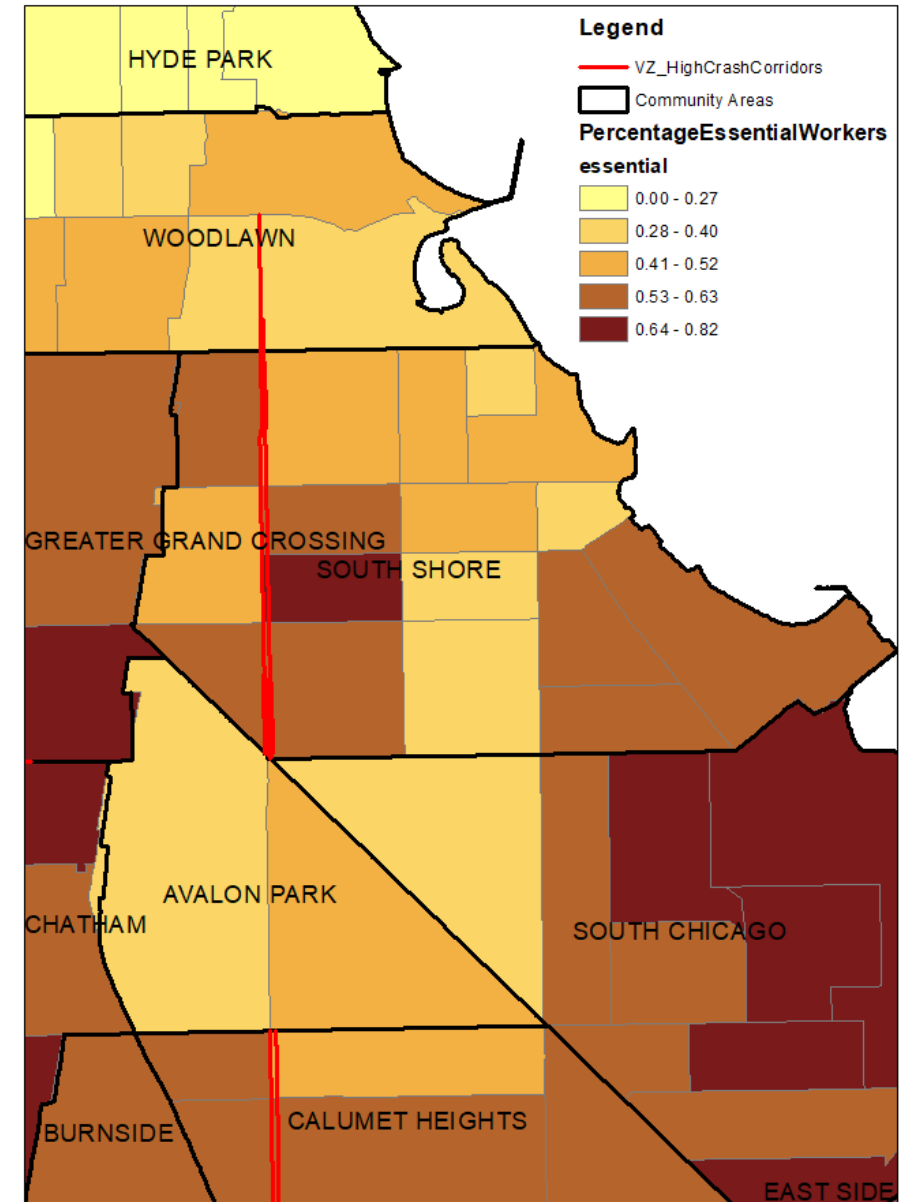 HYDE PARK
Legend
VZ_HighCrashCorridors
Community Areas
PercentageEssentialWorkers
essential
0.00 - 0.27
0.28 - 0.40
0.41 - 0.52
0.53 - 0.63
0.64 - 0.82
WOODLAWN
GREATER GRAND CROSSING
SOUTH SHORE
AVALON PARK
CHATHAM
SOUTH CHICAGO
BURNSIDE
CALUMET HEIGHTS
EAST SIDE